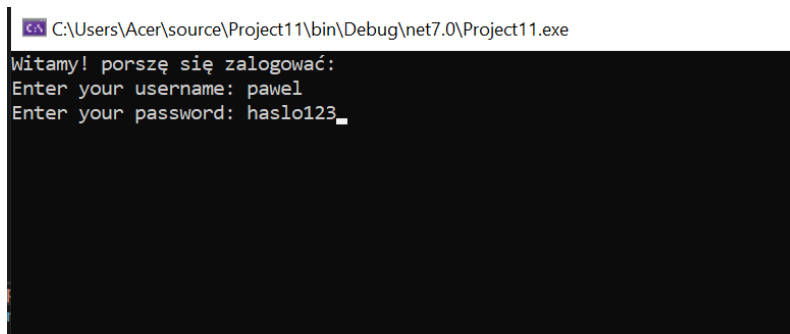 C:\Users\Acer\source\Project11\bin\Debug\net7.0\Project11.exe
Witamy! porszę się zalogować:
Enter your username: pawel
Enter your password: haslo123